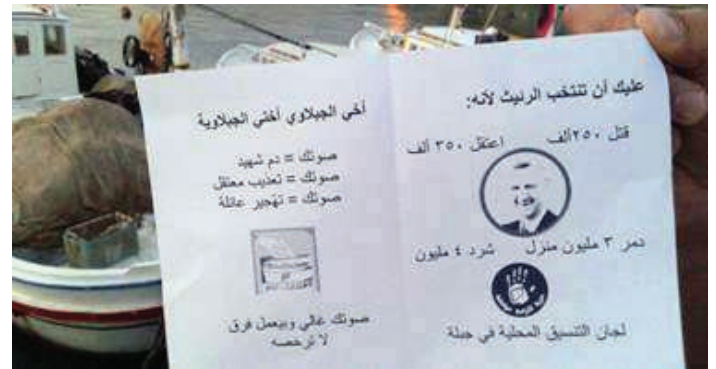 عليك أن تنتخب الرئيث لأنه:
قتل ٢٥٠ألف اعتقل ٣٥٠ ألف
دمر ٣ مليون منزل شرد ٤ مليون
لجان التنسيق المحلية في جبلة
أخي الجبلاوي أختي الجبلاوية
صوتك = دم شهيد
صوتك = تعذيب معتقل
صوتك = تهجير عائلة
صوتك غالي وبيعمل فرق
لا ترخصه